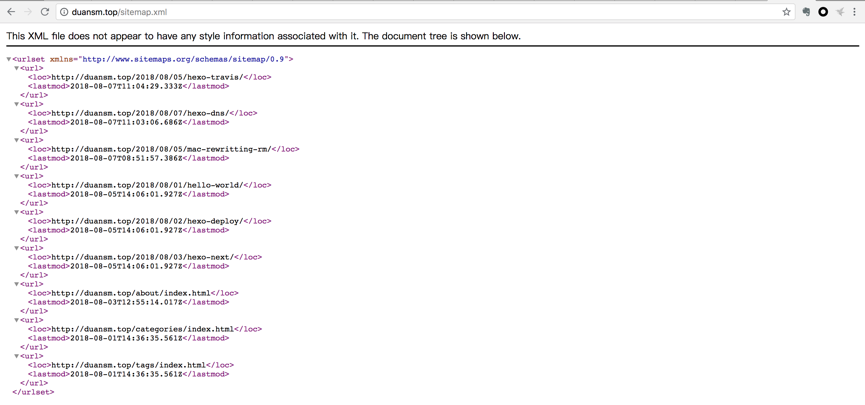 duansm.top/sitemap.xml
This XML file does not appear to have any style information associated with it. The document tree is shown below.
<urlset xmlns="http://www.sitemaps.org/schemas/sitemap/0.9">
<url>
<loc>http://duansm.top/2018/08/05/hexo-travis/</loc>
<lastmod>2018-08-07T11:04:29.333Z</lastmod>
</url>
<url>
<loc>http://duansm.top/2018/08/07/hexo-dns/</loc>
<lastmod>2018-08-07T11:03:06.686Z</lastmod>
</url>
<url>
<loc>http://duansm.top/2018/08/05/mac-rewritting-rm/</loc>
<lastmod>2018-08-07T08:51:57.386Z</lastmod>
</url>
<url>
<loc>http://duansm.top/2018/08/01/hello-world/</loc>
<lastmod>2018-08-05T14:06:01.927Z</lastmod>
</url>
<url>
<loc>http://duansm.top/2018/08/02/hexo-deploy/</loc>
<lastmod>2018-08-05T14:06:01.927Z</lastmod>
</url>
<url>
<loc>http://duansm.top/2018/08/03/hexo-next/</loc>
<lastmod>2018-08-05T14:06:01.927Z</lastmod>
</url>
<url>
<loc>http://duansm.top/about/index.html</loc>
<lastmod>2018-08-03T12:55:14.017Z</lastmod>
</url>
<url>
<loc>http://duansm.top/categories/index.html</loc>
<lastmod>2018-08-01T14:36:35.561Z</lastmod>
</url>
<url>
<loc>http://duansm.top/tags/index.html</loc>
<lastmod>2018-08-01T14:36:35.561Z</lastmod>
</url>
</urlset>